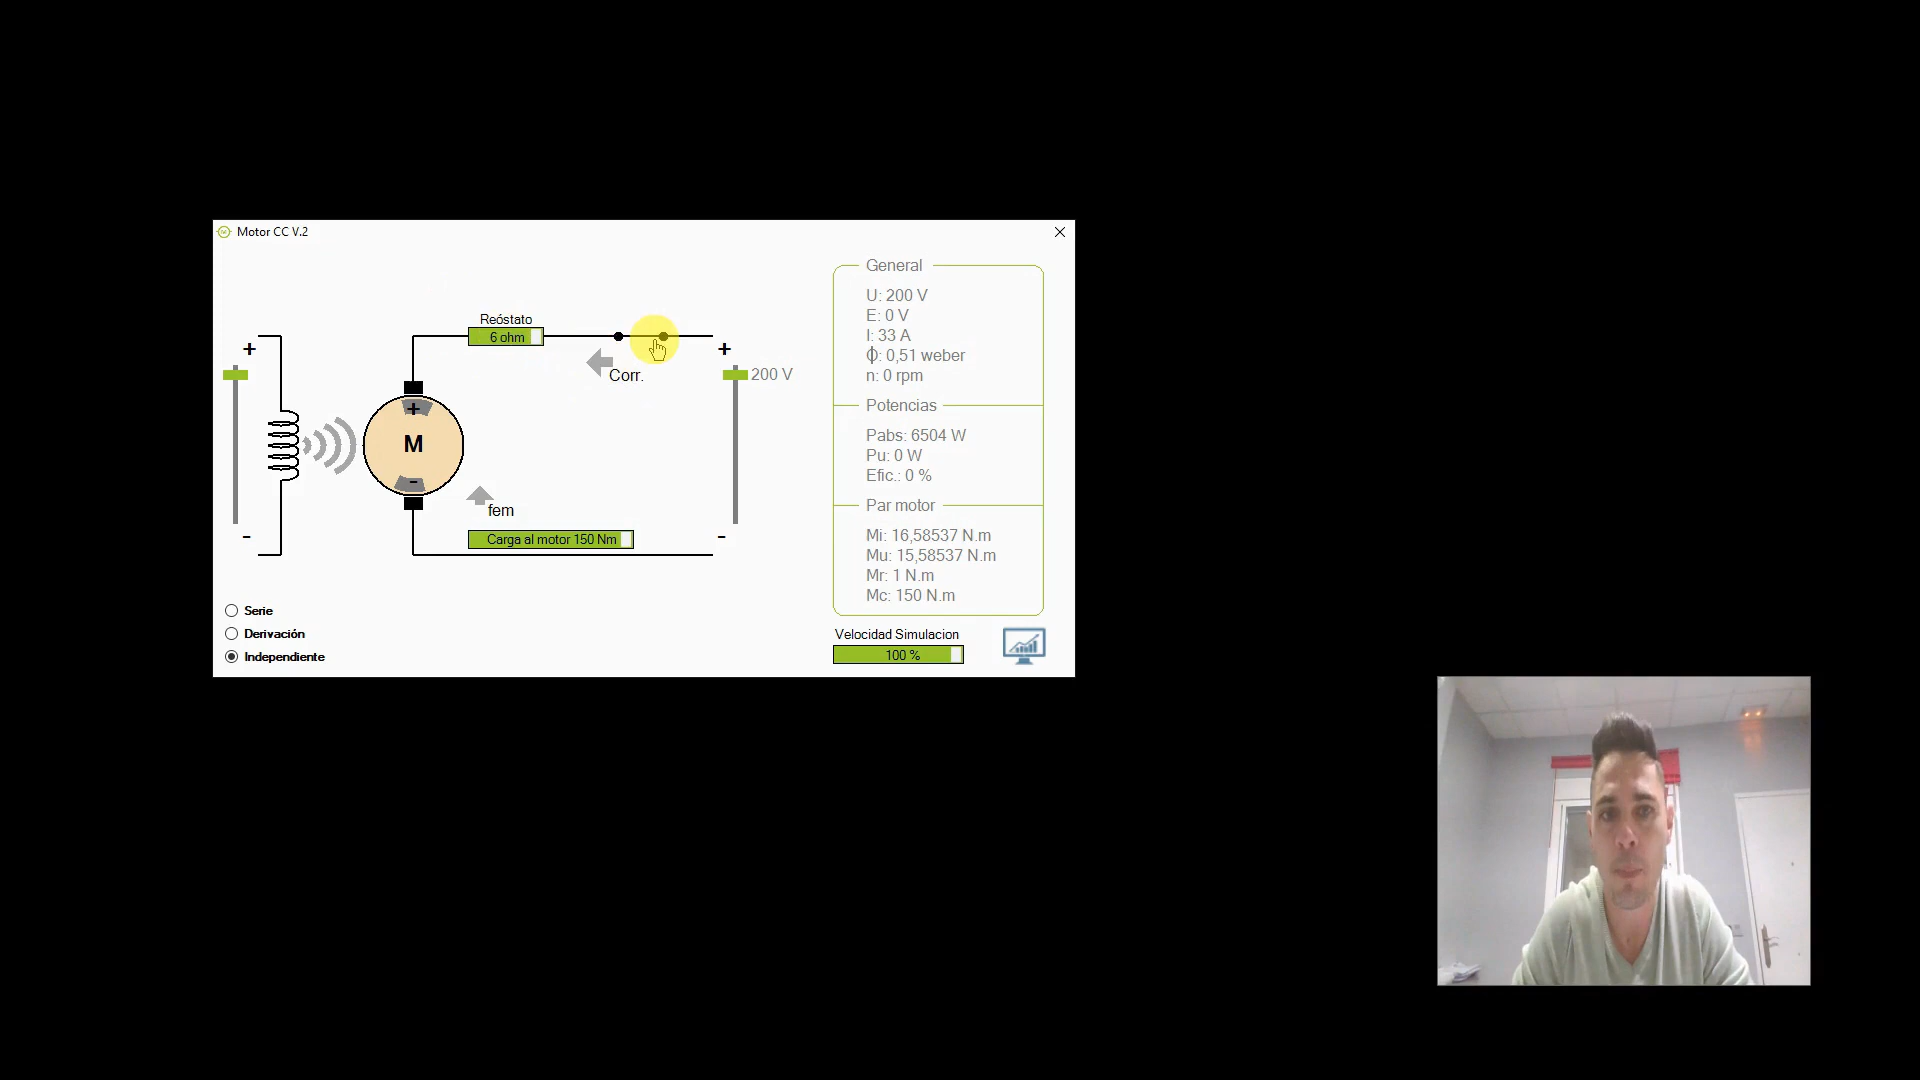 Motor CC V.2
General
U: 200 V
E: 0 V
I: 33 A
ϕ: 0,51 weber
n: 0 rpm
Reóstato
6 ohm
+
+
Corr.
200 V
+
M
-
fem
Carga al motor 150 Nm
-
-
Potencias
Pabs: 6504 W
Pu: 0 W
Efic.: 0 %
Par motor
Mi: 16,58537 N.m
Mu: 15,58537 N.m
Mr: 1 N.m
Mc: 150 N.m
Serie
Derivación
Independiente
Velocidad Simulacion
100 %